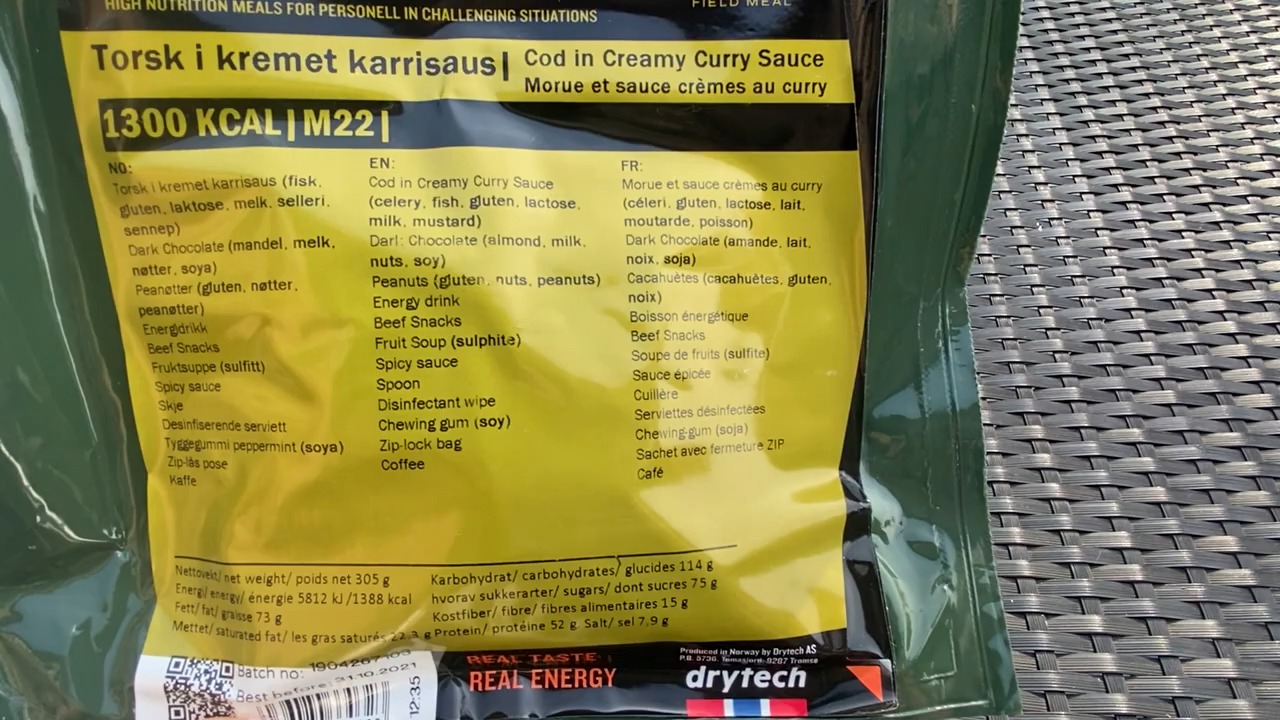 HIGH NUTRITION MEALS FOR PERSONELL IN CHALLENGING SITUATIONS
FIELD MEAL
Torsk i kremet karrisaus|
Cod in Creamy Curry Sauce
Morue et sauce crèmes au curry
1300 KCAL|M22|
NO:
Torsk i kremet karrisaus (fisk,
gluten, laktose, melk, selleri,
sennep)
Dark Chocolate (mandel, melk,
nøtter, soya)
Peanøtter (gluten, nøtter,
peanøtter)
Energidrikk
Beef Snacks
Fruktsuppe (sulfitt)
Spicy sauce
Skje
Desinfiserende serviett
Tyggegummi peppermint (soya)
Zip-lås pose
Kaffe
EN:
Cod in Creamy Curry Sauce
(celery, fish, gluten, lactose,
milk, mustard)
Dark Chocolate (almond, milk,
nuts, soy)
Peanuts (gluten, nuts, peanuts)
Energy drink
Beef Snacks
Fruit Soup (sulphite)
Spicy sauce
Spoon
Disinfectant wipe
Chewing gum (soy)
Zip-lock bag
Coffee
FR:
Morue et sauce crèmes au curry
(céleri, gluten, lactose, lait,
moutarde, poisson)
Dark Chocolate (amande, lait,
noix, soja)
Cacahuètes (cacahuètes, gluten,
noix)
Boisson énergétique
Beef Snacks
Soupe de fruits (sulfite)
Sauce épicée
Cuillère
Serviettes désinfectées
Chewing-gum (soja)
Sachet avec fermeture ZIP
Café
Nettovekt/ net weight/ poids net 305 g
Energi/ energy/ énergie 5812 kJ /1388 kcal
Fett/ fat/ graisse 73 g
Mettet/ saturated fat/ les gras saturés 22,3 g
Karbohydrat/ carbohydrates/ glucides 114 g
hvorav sukkerarter/ sugars/ dont sucres 75 g
Kostfiber/ fibre/ fibres alimentaires 15 g
Protein/ protéine 52 g Salt/ sel 7,9 g
Batch no:
Best before
.10.2021
12:35
REAL TASTE
REAL ENERGY
Produced in Norway by Drytech AS
P.B. 5736, Tomasjord-9287 Tromsø
drytech